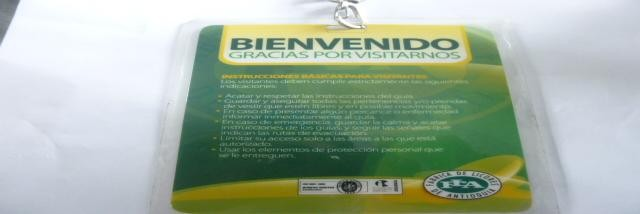 BIENVENIDO
GRACIAS POR VISITARNOS
INSTRUCCIONES BÁSICAS PARA VISITANTES
Los visitantes deben cumplir estrictamente las siguientes
indicaciones:
• Acatar y respetar las instrucciones del guía.
• Guardar y asegurar todas las pertenencias y/o prendas
de vestir que estén libres y en posible movimiento.
• En caso de presentar algún percance o enfermedad
informar inmediatamente al guía.
• En caso de emergencia, guardar la calma y acatar
instrucciones de los guías, y seguir las señales que
indican las rutas de evacuación.
• Limitar su acceso solo a las áreas a las que está
autorizado.
• Usar los elementos de protección personal que
se le entreguen.
FABRICA DE LICORES
FLA
ANTIOQUIA